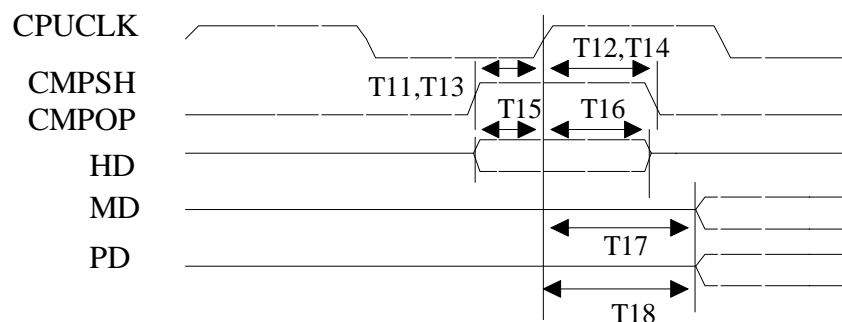 CPUCLK
T12,T14
CMPSH
T11,T13
CMPOP
T15
T16
HD
MD
T17
PD
T18